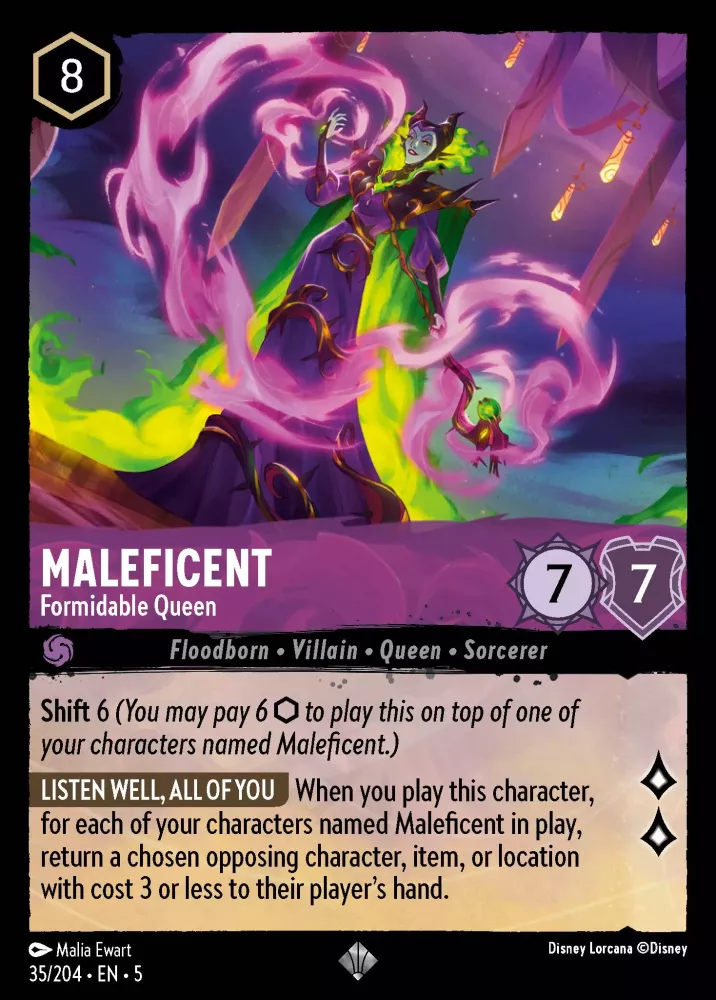 8
MALEFICENT
Formidable Queen
7
7
Floodborn • Villain • Queen • Sorcerer
Shift 6 (You may pay 6 ⬡ to play this on top of one of
your characters named Maleficent.)
LISTEN WELL, ALL OF YOU When you play this character,
for each of your characters named Maleficent in play,
return a chosen opposing character, item, or location
with cost 3 or less to their player's hand.
Malia Ewart
Disney Lorcana ©Disney
35/204 • EN • 5